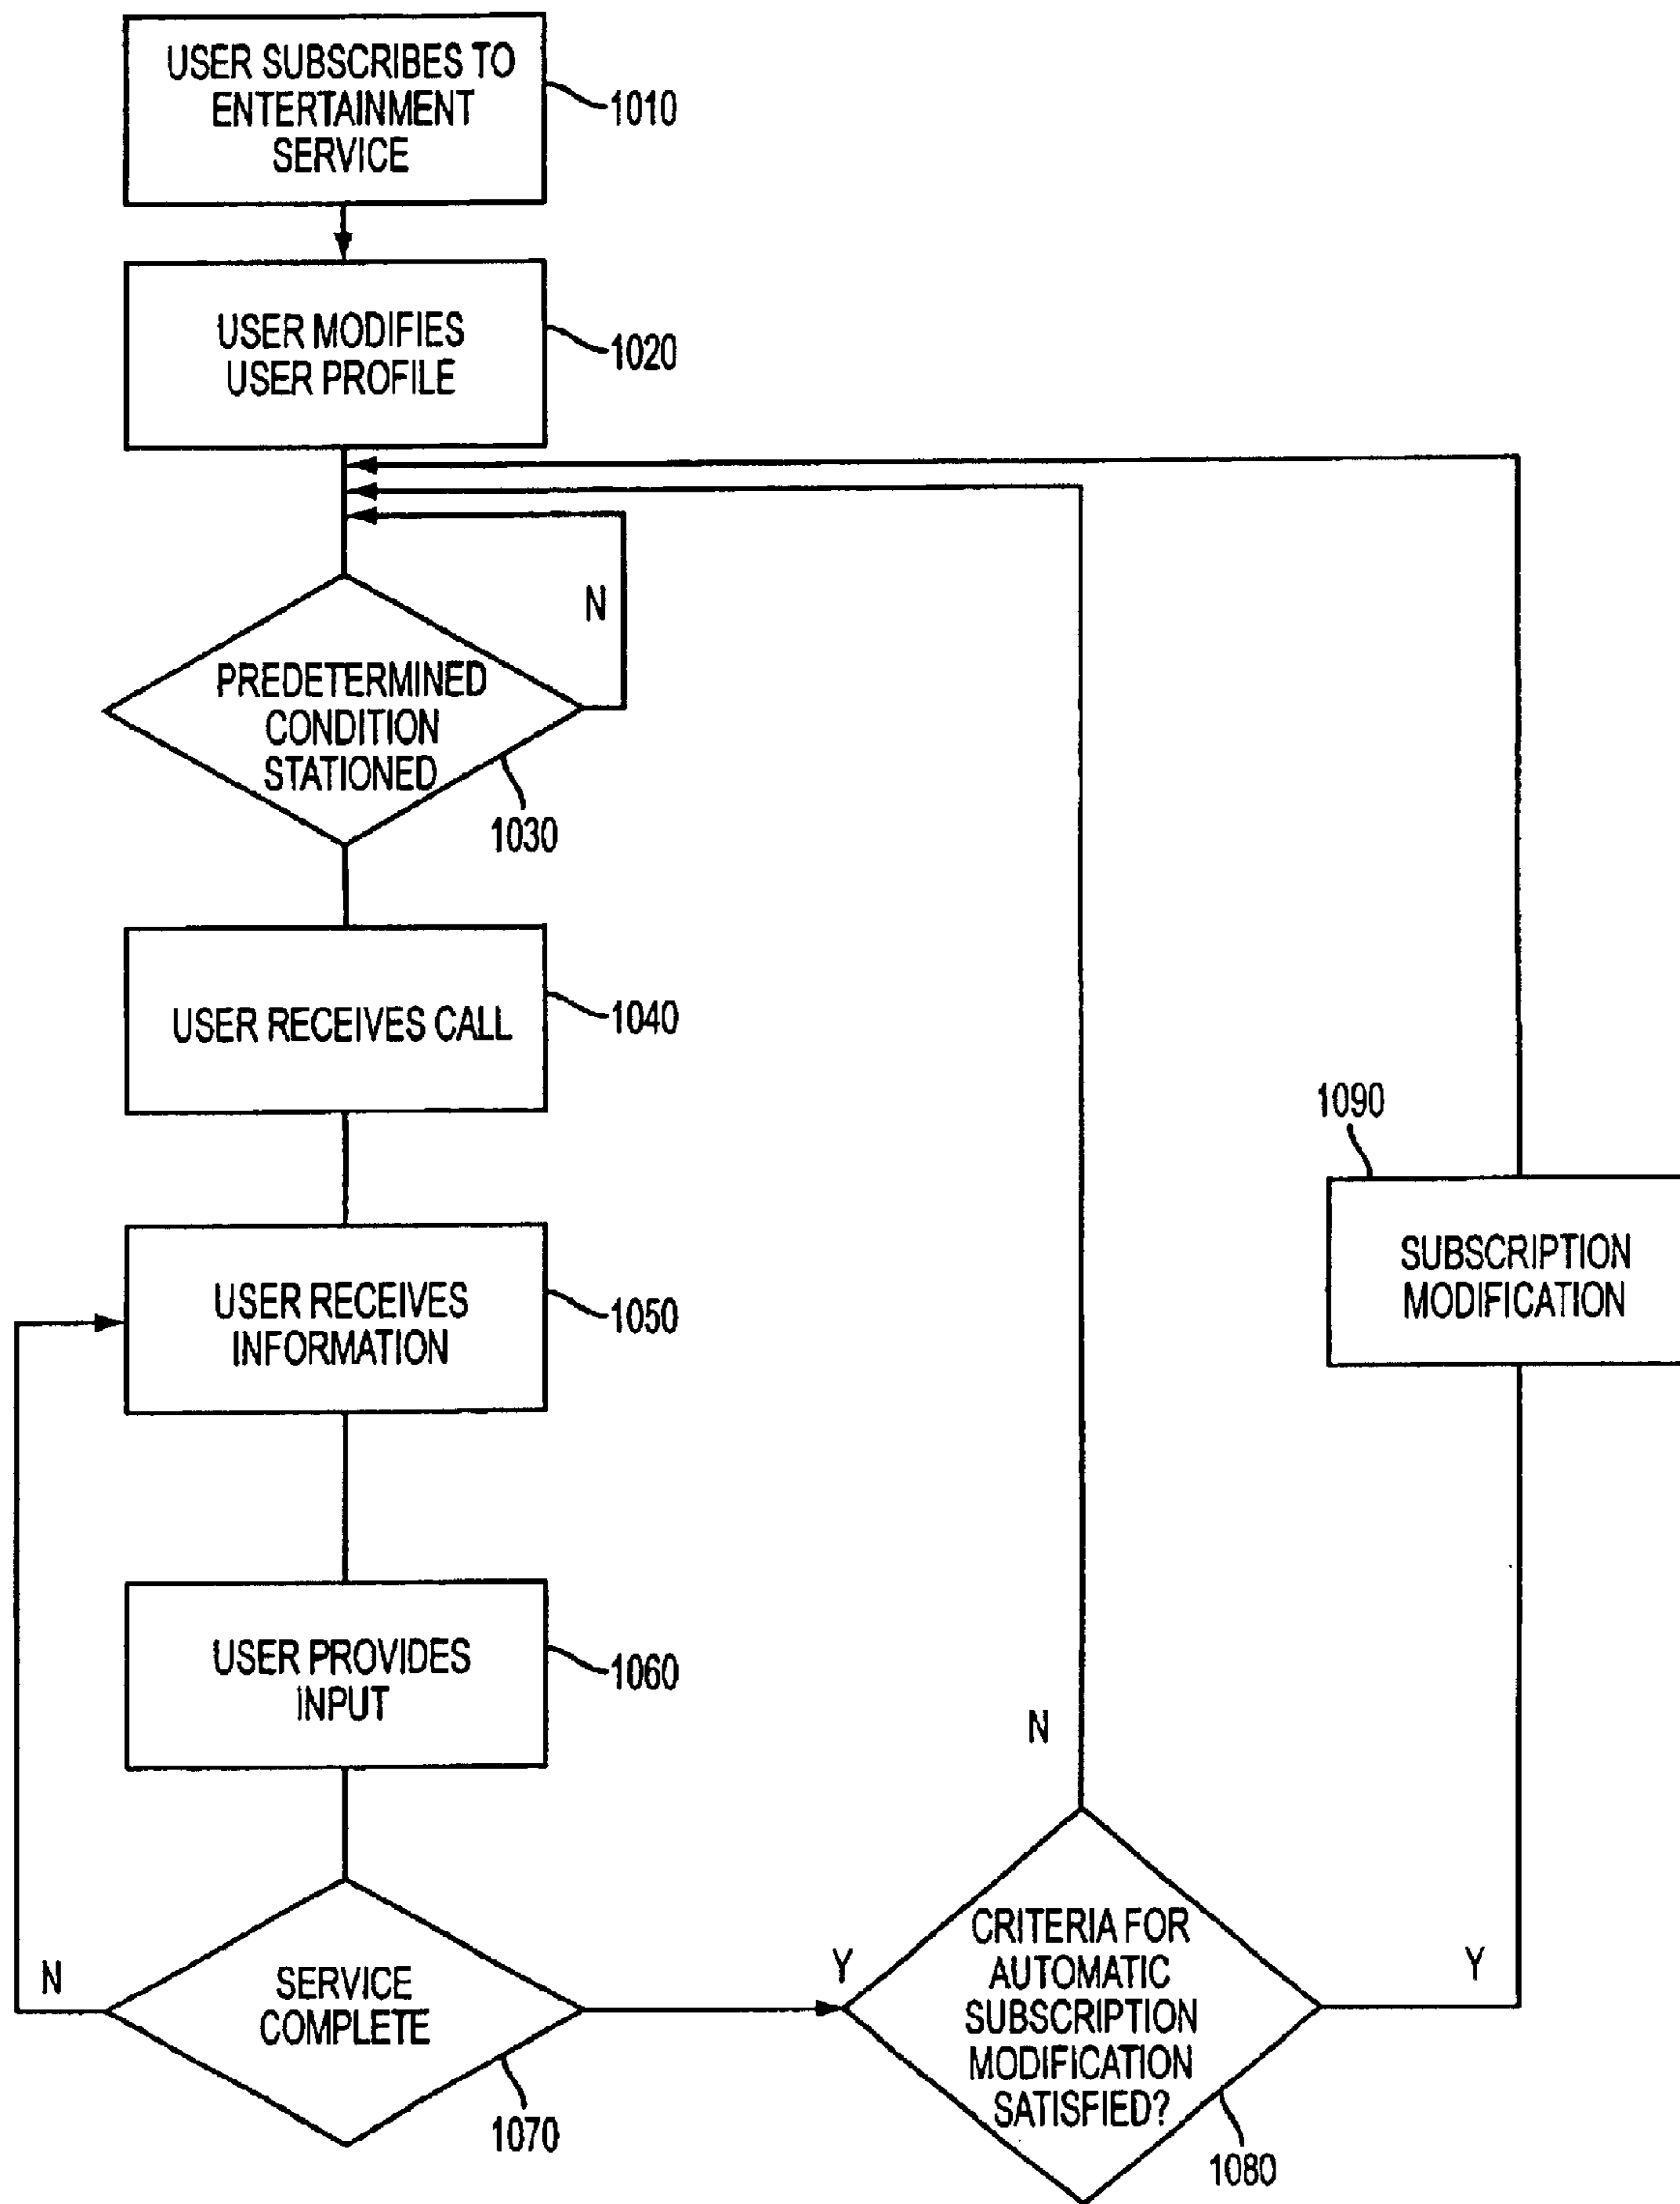 USER SUBSCRIBES TO
ENTERTAINMENT
SERVICE
1010
USER MODIFIES
USER PROFILE
1020
N
PREDETERMINED
CONDITION
STATIONED
1030
USER RECEIVES CALL
1040
1090
SUBSCRIPTION
MODIFICATION
USER RECEIVES
INFORMATION
1050
USER PROVIDES
INPUT
1060
N
N
SERVICE
COMPLETE
1070
Y
CRITERIA FOR
AUTOMATIC
SUBSCRIPTION
MODIFICATION
SATISFIED?
1080
Y